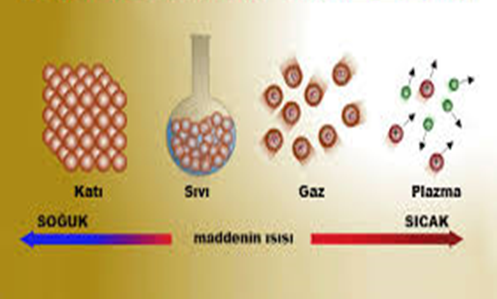 Katı Sıvı Gaz Plazma
SOĞUK SICAK
maddenin ısısı